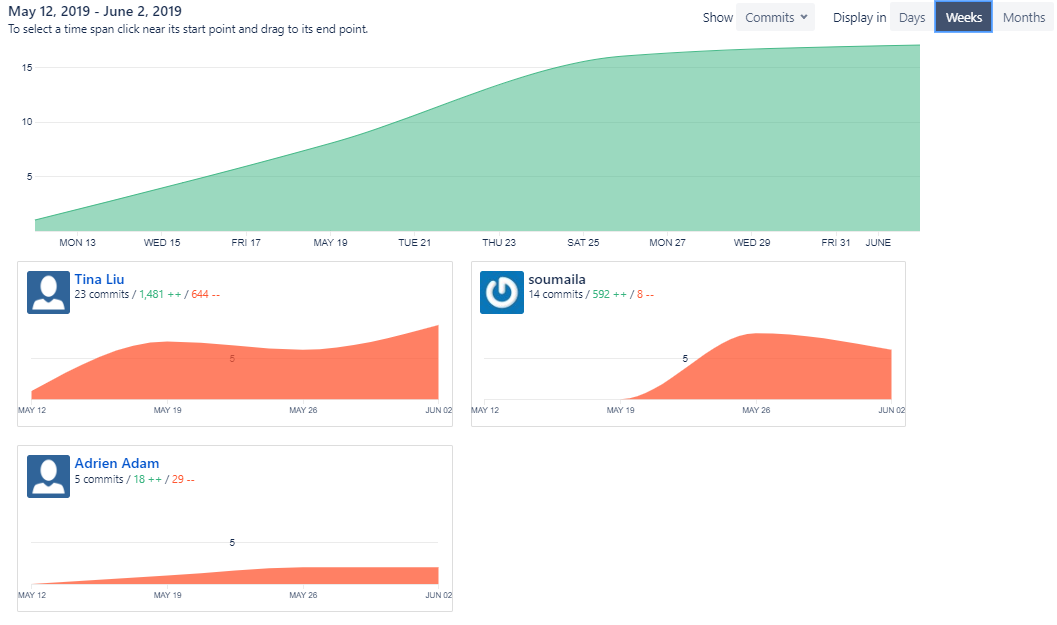 May 12, 2019 - June 2, 2019
To select a time span click near its start point and drag to its end point.
Show Commits Display in Days Weeks Months
15
10
5
MON 13 WED 15 FRI 17 MAY 19 TUE 21 THU 23 SAT 25 MON 27 WED 29 FRI 31 JUNE
Tina Liu
23 commits / 1,481 ++ / 644 --
5
MAY 12 MAY 19 MAY 26 JUN 02
soumaila
14 commits / 592 ++ / 8 --
5
MAY 12 MAY 19 MAY 26 JUN 02
Adrien Adam
5 commits / 18 ++ / 29 --
5
MAY 12 MAY 19 MAY 26 JUN 02